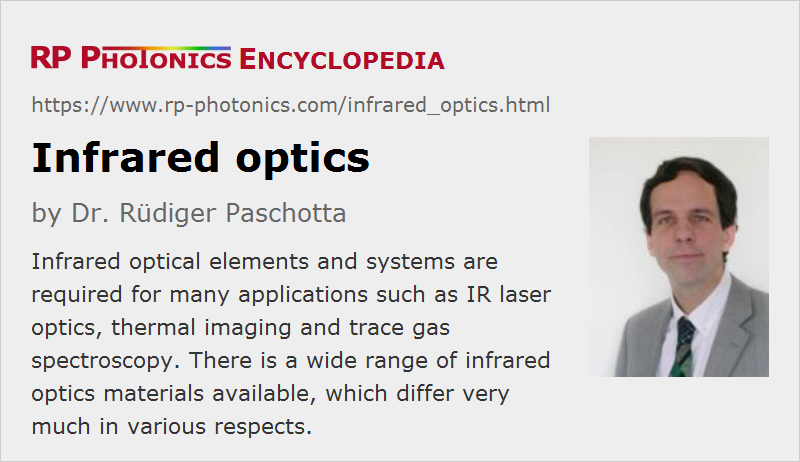 RP PHOTONICS ENCYCLOPEDIA
https://www.rp-photonics.com/infrared_optics.html
Infrared optics
by Dr. Rüdiger Paschotta
Infrared optical elements and systems are
required for many applications such as IR laser
optics, thermal imaging and trace gas
spectroscopy. There is a wide range of infrared
optics materials available, which differ very
much in various respects.